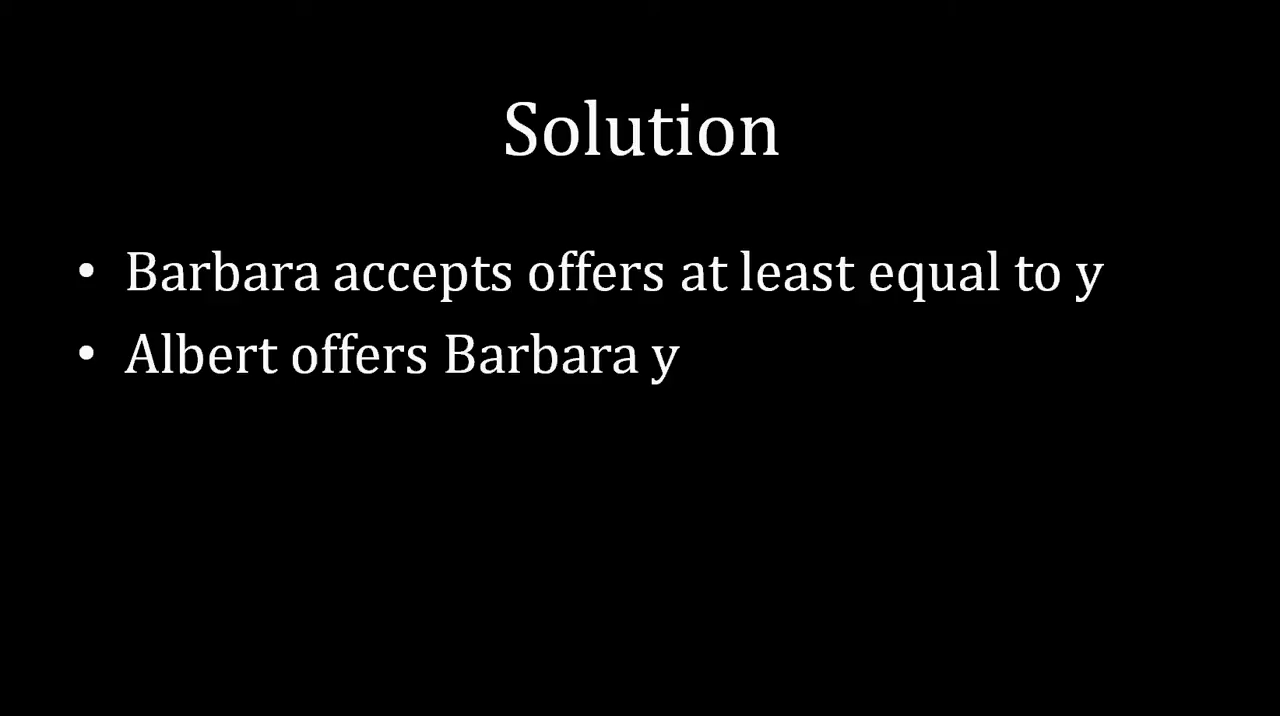 Solution
• Barbara accepts offers at least equal to y
• Albert offers Barbara y